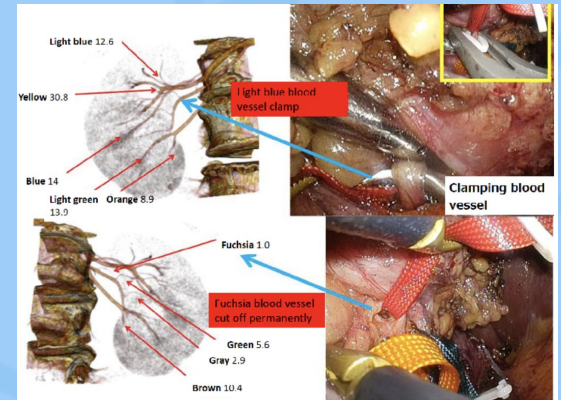 Light blue 12.6
Yellow 30.8
Light blue blood
vessel clamp
Blue 14
Light green
13.9
Orange 8.9
Clamping blood
vessel
Fuchsia 1.0
Fuchsia blood vessel
cut off permanently
Green 5.6
Gray 2.9
Brown 10.4